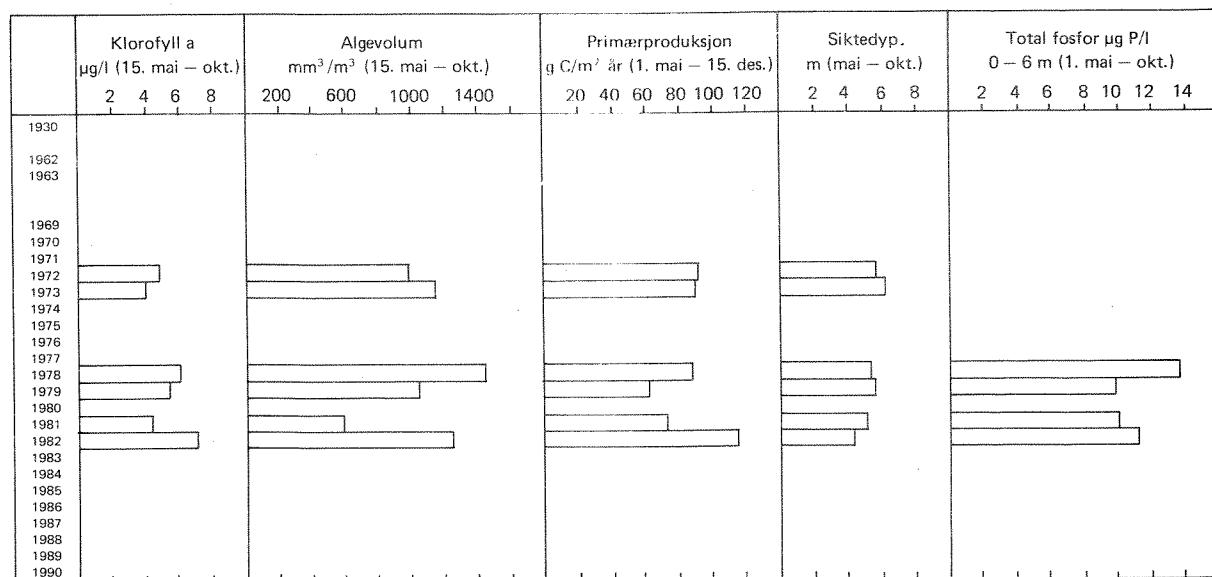 Klorofyll a
µg/l (15. mai – okt.)
2 4 6 8
Algevolum
mm³/m³ (15. mai – okt.)
200 600 1000 1400
Primærproduksjon
g C/m² år (1. mai – 15. des.)
20 40 60 80 100 120
Siktedyp.
m (mai – okt.)
2 4 6 8
Total fosfor µg P/l
0 – 6 m (1. mai – okt.)
2 4 6 8 10 12 14
1930
1962
1963
1969
1970
1971
1972
1973
1974
1975
1976
1977
1978
1979
1980
1981
1982
1983
1984
1985
1986
1987
1988
1989
1990